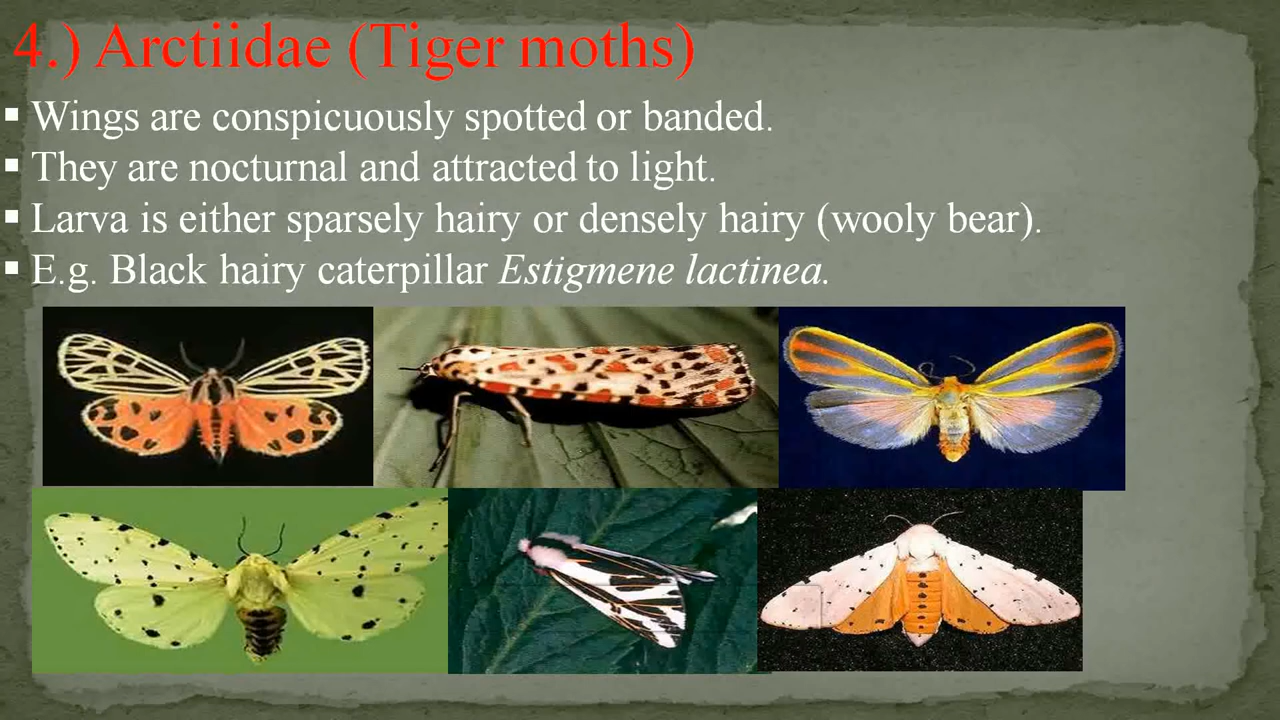 4.) Arctiidae (Tiger moths)
▪ Wings are conspicuously spotted or banded.
▪ They are nocturnal and attracted to light.
▪ Larva is either sparsely hairy or densely hairy (wooly bear).
▪ E.g. Black hairy caterpillar Estigmene lactinea.